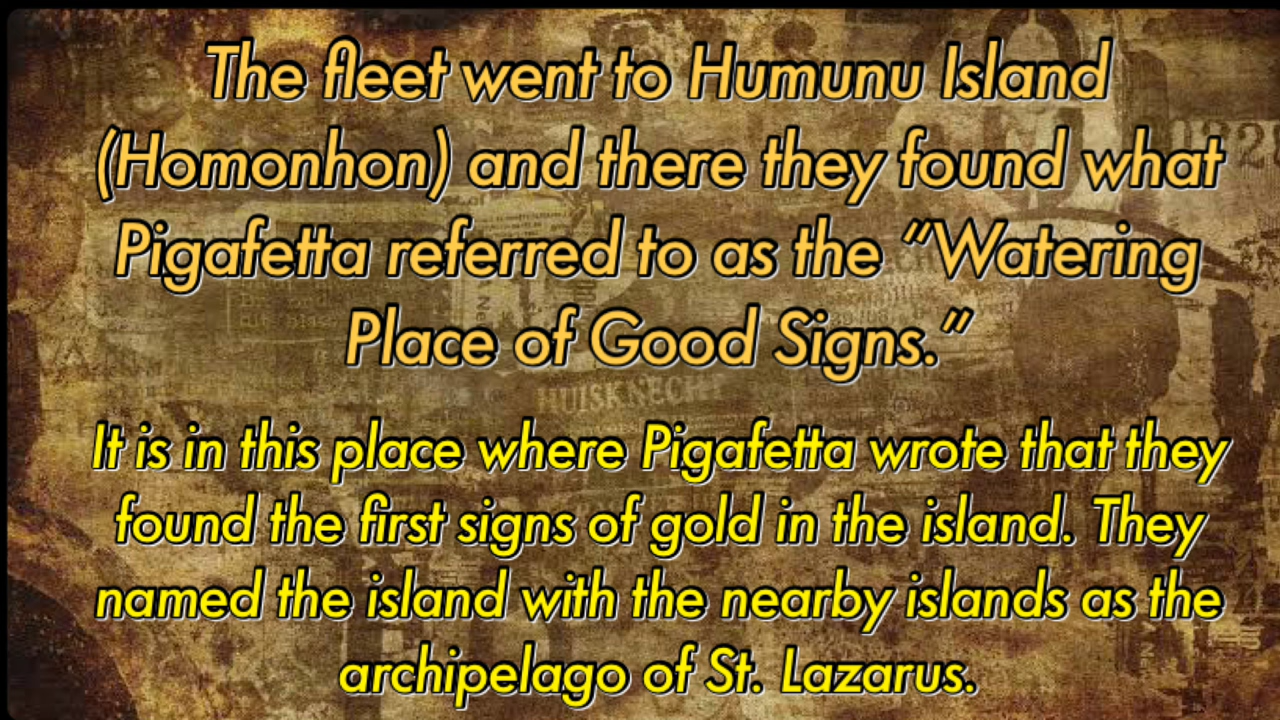 The fleet went to Humunu Island
(Homonhon) and there they found what
Pigafetta referred to as the “Watering
Place of Good Signs.”
It is in this place where Pigafetta wrote that they
found the first signs of gold in the island. They
named the island with the nearby islands as the
archipelago of St. Lazarus.
HUISKNECHT